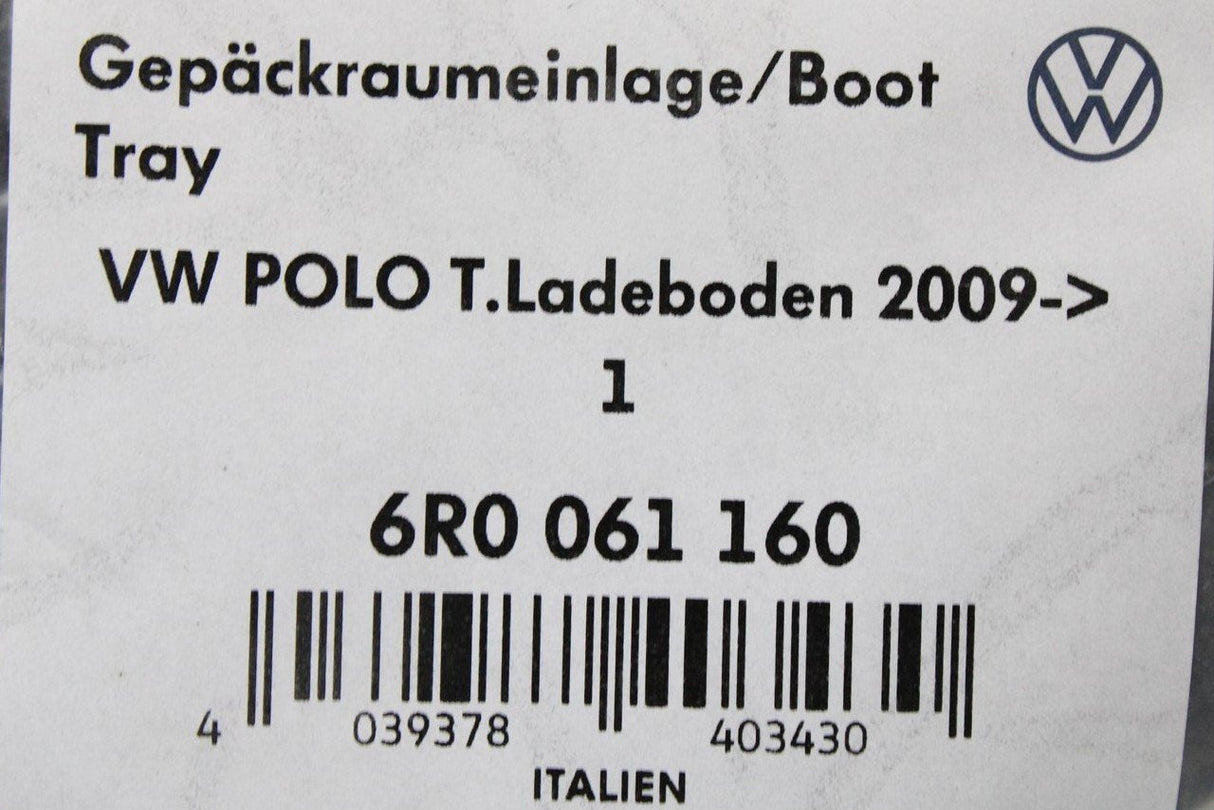 Gepäckraumeinlage/Boot
Tray
VW POLO T.Ladeboden 2009->
1
6R0 061 160
4 039378 403430
ITALIEN